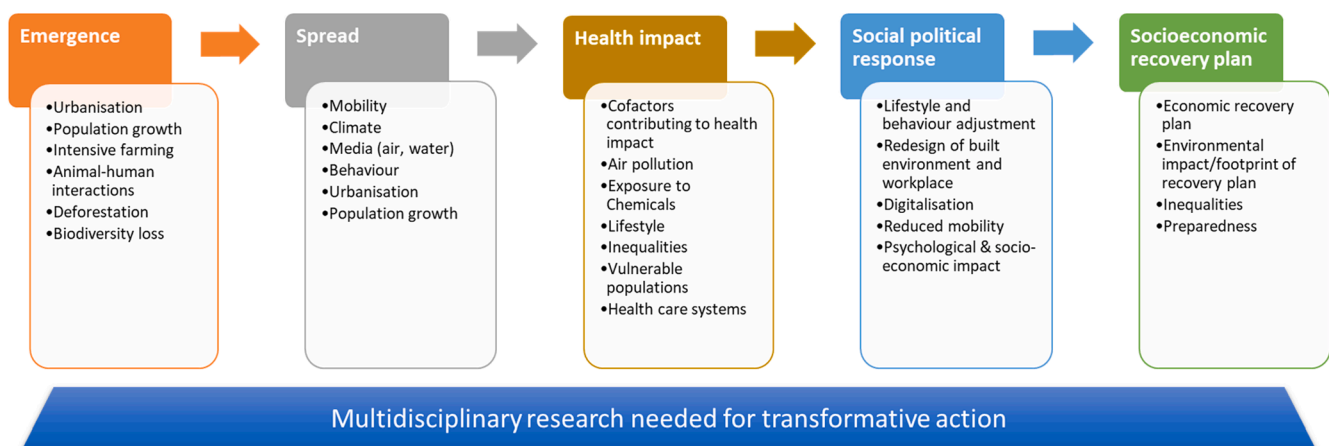 Emergence
•Urbanisation
•Population growth
•Intensive farming
•Animal-human
interactions
•Deforestation
•Biodiversity loss
Spread
•Mobility
•Climate
•Media (air, water)
•Behaviour
•Urbanisation
•Population growth
Health impact
•Cofactors
contributing to health
impact
•Air pollution
•Exposure to
Chemicals
•Lifestyle
•Inequalities
•Vulnerable
populations
•Health care systems
Social political
response
•Lifestyle and
behaviour adjustment
•Redesign of built
environment and
workplace
•Digitalisation
•Reduced mobility
•Psychological & socio-
economic impact
Socioeconomic
recovery plan
•Economic recovery
plan
•Environmental
impact/footprint of
recovery plan
•Inequalities
•Preparedness
Multidisciplinary research needed for transformative action